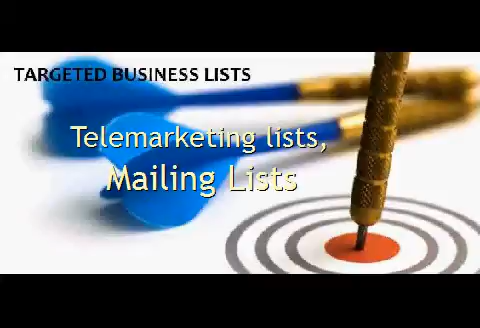 TARGETED BUSINESS LISTS
Telemarketing lists,
Mailing Lists